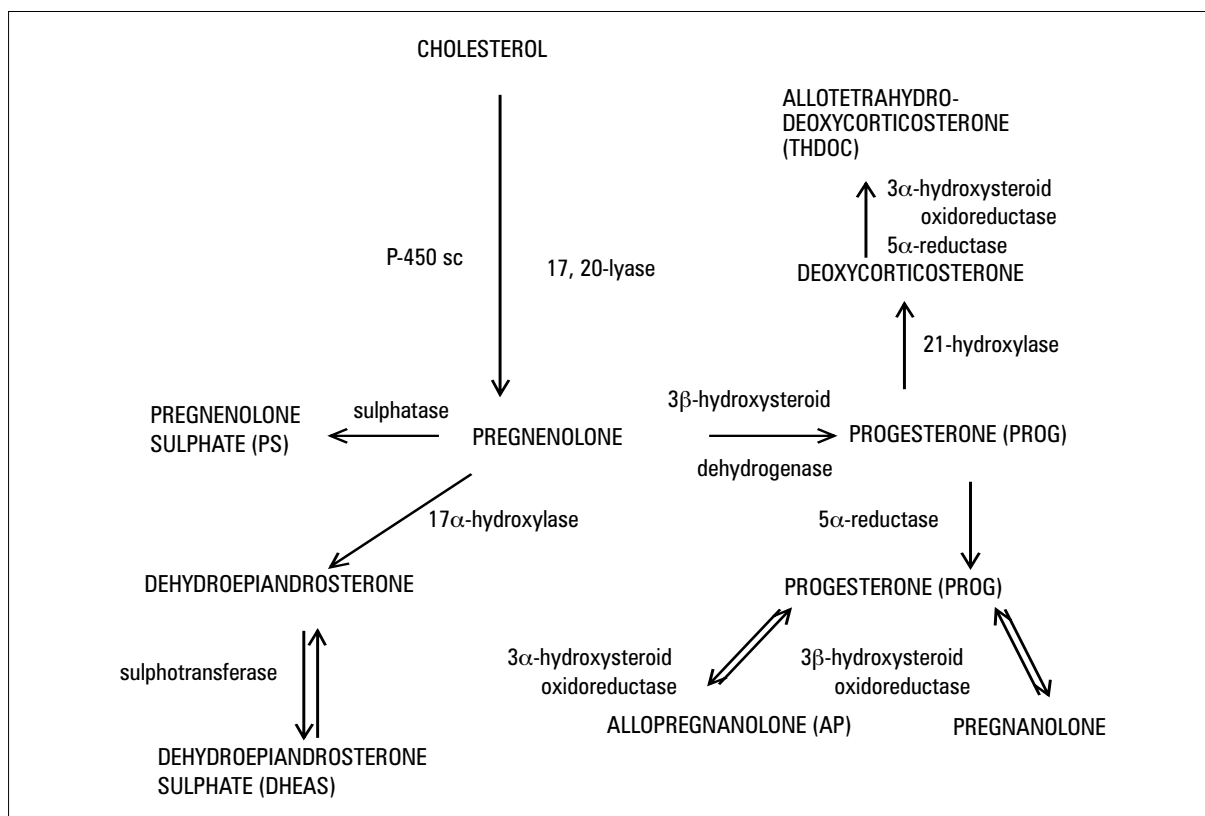 CHOLESTEROL
ALLOTETRAHYDRO-
DEOXYCORTICOSTERONE
(THDOC)
3α-hydroxysteroid
oxidoreductase
5α-reductase
DEOXYCORTICOSTERONE
P-450 sc
17, 20-lyase
21-hydroxylase
PREGNENOLONE
SULPHATE (PS)
sulphatase
PREGNENOLONE
3β-hydroxysteroid
dehydrogenase
PROGESTERONE (PROG)
17α-hydroxylase
5α-reductase
DEHYDROEPIANDROSTERONE
PROGESTERONE (PROG)
sulphotransferase
3α-hydroxysteroid
oxidoreductase
3β-hydroxysteroid
oxidoreductase
ALLOPREGNANOLONE (AP)
PREGNANOLONE
DEHYDROEPIANDROSTERONE
SULPHATE (DHEAS)